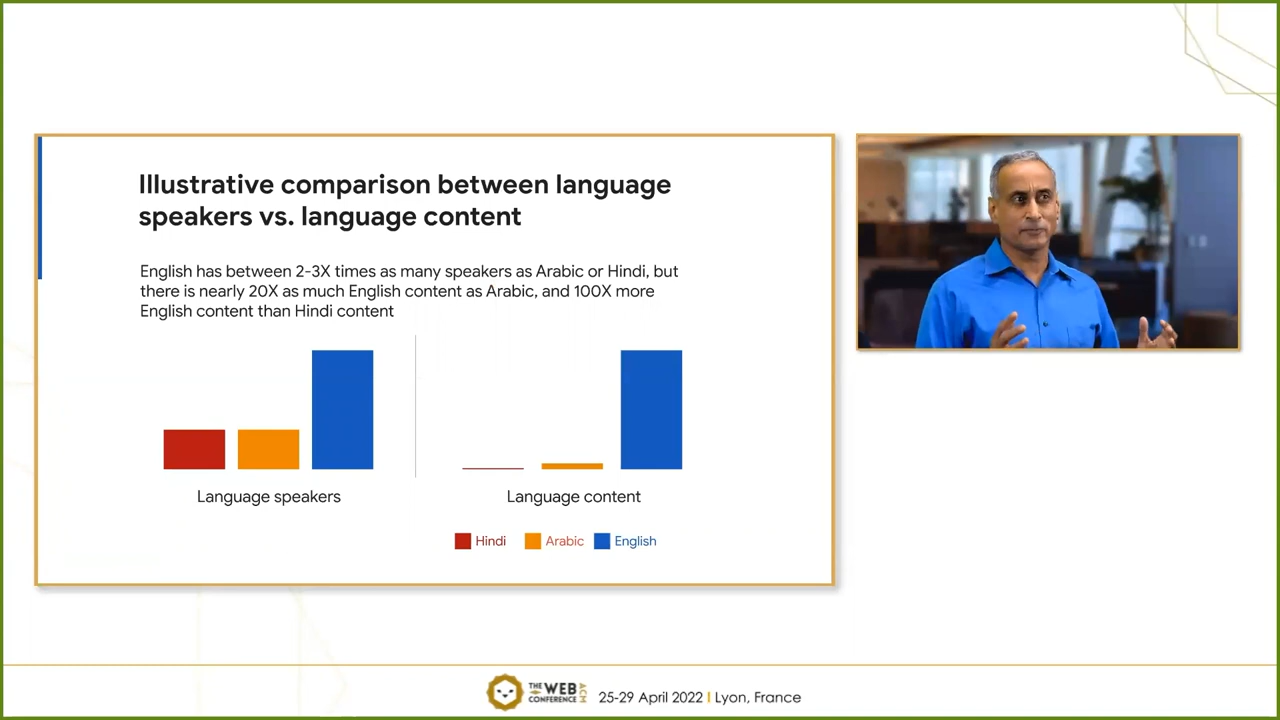 Illustrative comparison between language
speakers vs. language content
English has between 2-3X times as many speakers as Arabic or Hindi, but
there is nearly 20X as much English content as Arabic, and 100X more
English content than Hindi content
Language speakers
Language content
Hindi
Arabic
English
THE WEB
CONFERENCE
ACM
25-29 April 2022 I Lyon, France